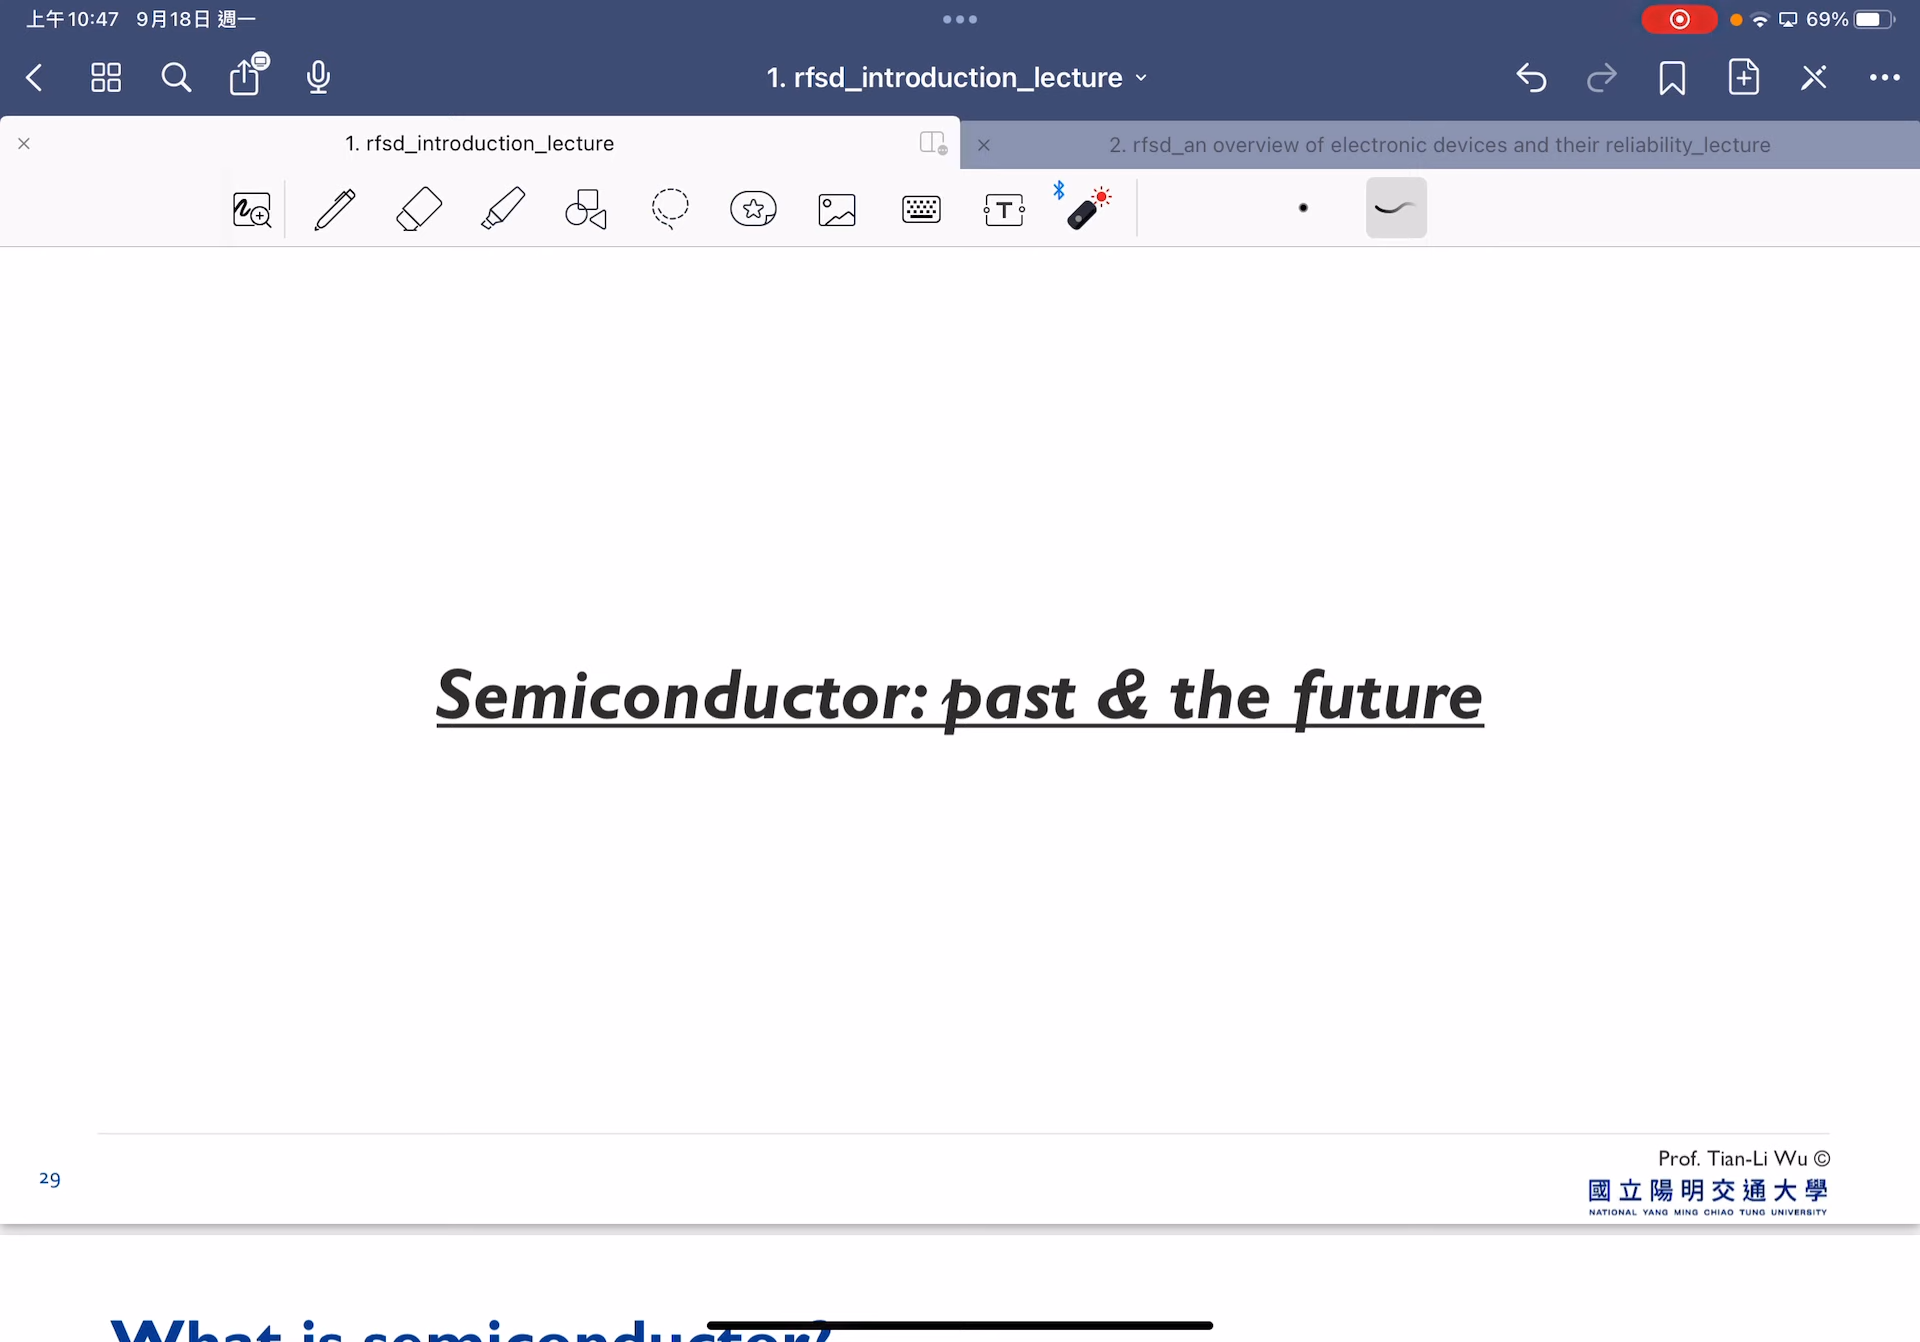 上午10:47 9月18日 週一
69%
1. rfsd_introduction_lecture
1. rfsd_introduction_lecture
2. rfsd_an overview of electronic devices and their reliability_lecture
Semiconductor: past & the future
29
Prof. Tian-Li Wu ©
國立陽明交通大學
NATIONAL YANG MING CHIAO TUNG UNIVERSITY
What is semiconductor?